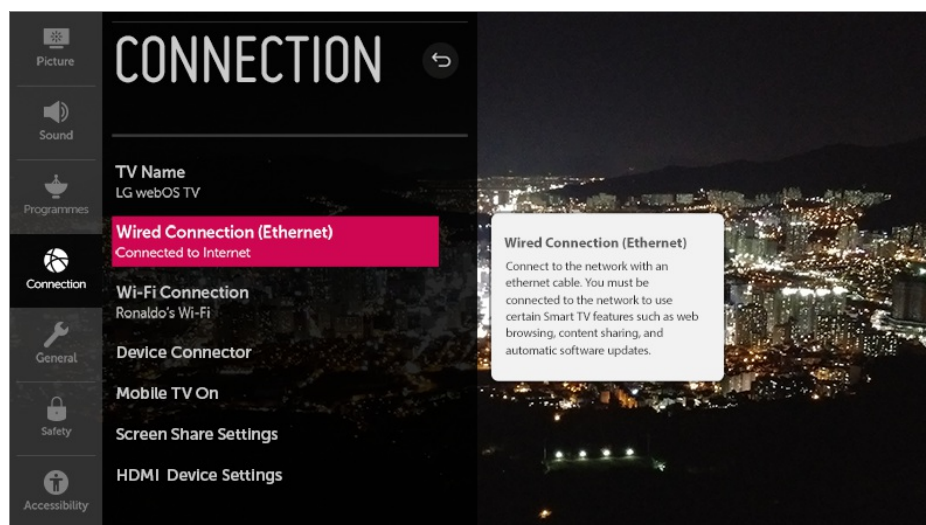 Picture
Sound
Programmes
Connection
General
Safety
Accessibility
CONNECTION
TV Name
LG webOS TV
Wired Connection (Ethernet)
Connected to Internet
Wi-Fi Connection
Ronaldo's Wi-Fi
Device Connector
Mobile TV On
Screen Share Settings
HDMI Device Settings
Wired Connection (Ethernet)
Connect to the network with an
ethernet cable. You must be
connected to the network to use
certain Smart TV features such as web
browsing, content sharing, and
automatic software updates.